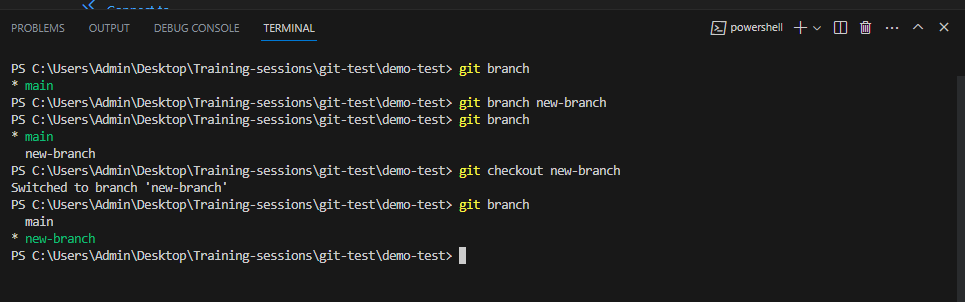 Connect to
PROBLEMS OUTPUT DEBUG CONSOLE TERMINAL powershell
PS C:\Users\Admin\Desktop\Training-sessions\git-test\demo-test> git branch
* main
PS C:\Users\Admin\Desktop\Training-sessions\git-test\demo-test> git branch new-branch
PS C:\Users\Admin\Desktop\Training-sessions\git-test\demo-test> git branch
* main
new-branch
PS C:\Users\Admin\Desktop\Training-sessions\git-test\demo-test> git checkout new-branch
Switched to branch 'new-branch'
PS C:\Users\Admin\Desktop\Training-sessions\git-test\demo-test> git branch
main
* new-branch
PS C:\Users\Admin\Desktop\Training-sessions\git-test\demo-test>